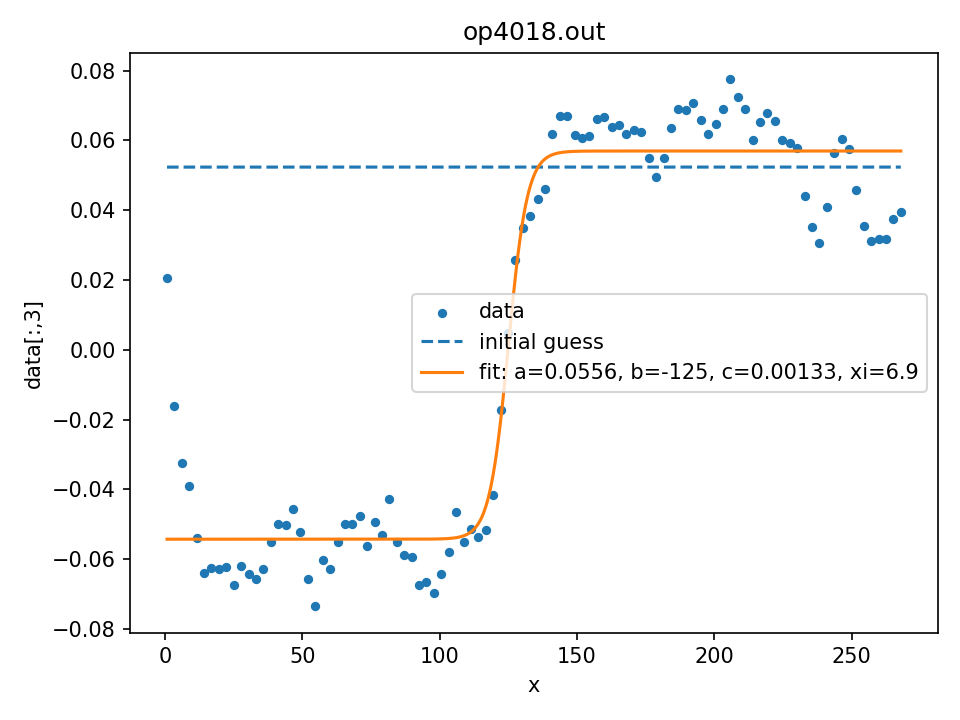 op4018.out
data[:,3]
0.08
0.06
0.04
0.02
0.00
−0.02
−0.04
−0.06
−0.08
data
initial guess
fit: a=0.0556, b=-125, c=0.00133, xi=6.9
0 50 100 150 200 250
x